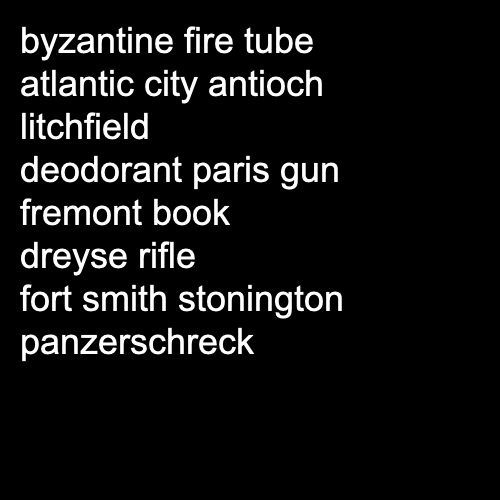 byzantine fire tube
atlantic city antioch
litchfield
deodorant paris gun
fremont book
dreyse rifle
fort smith stonington
panzerschreck